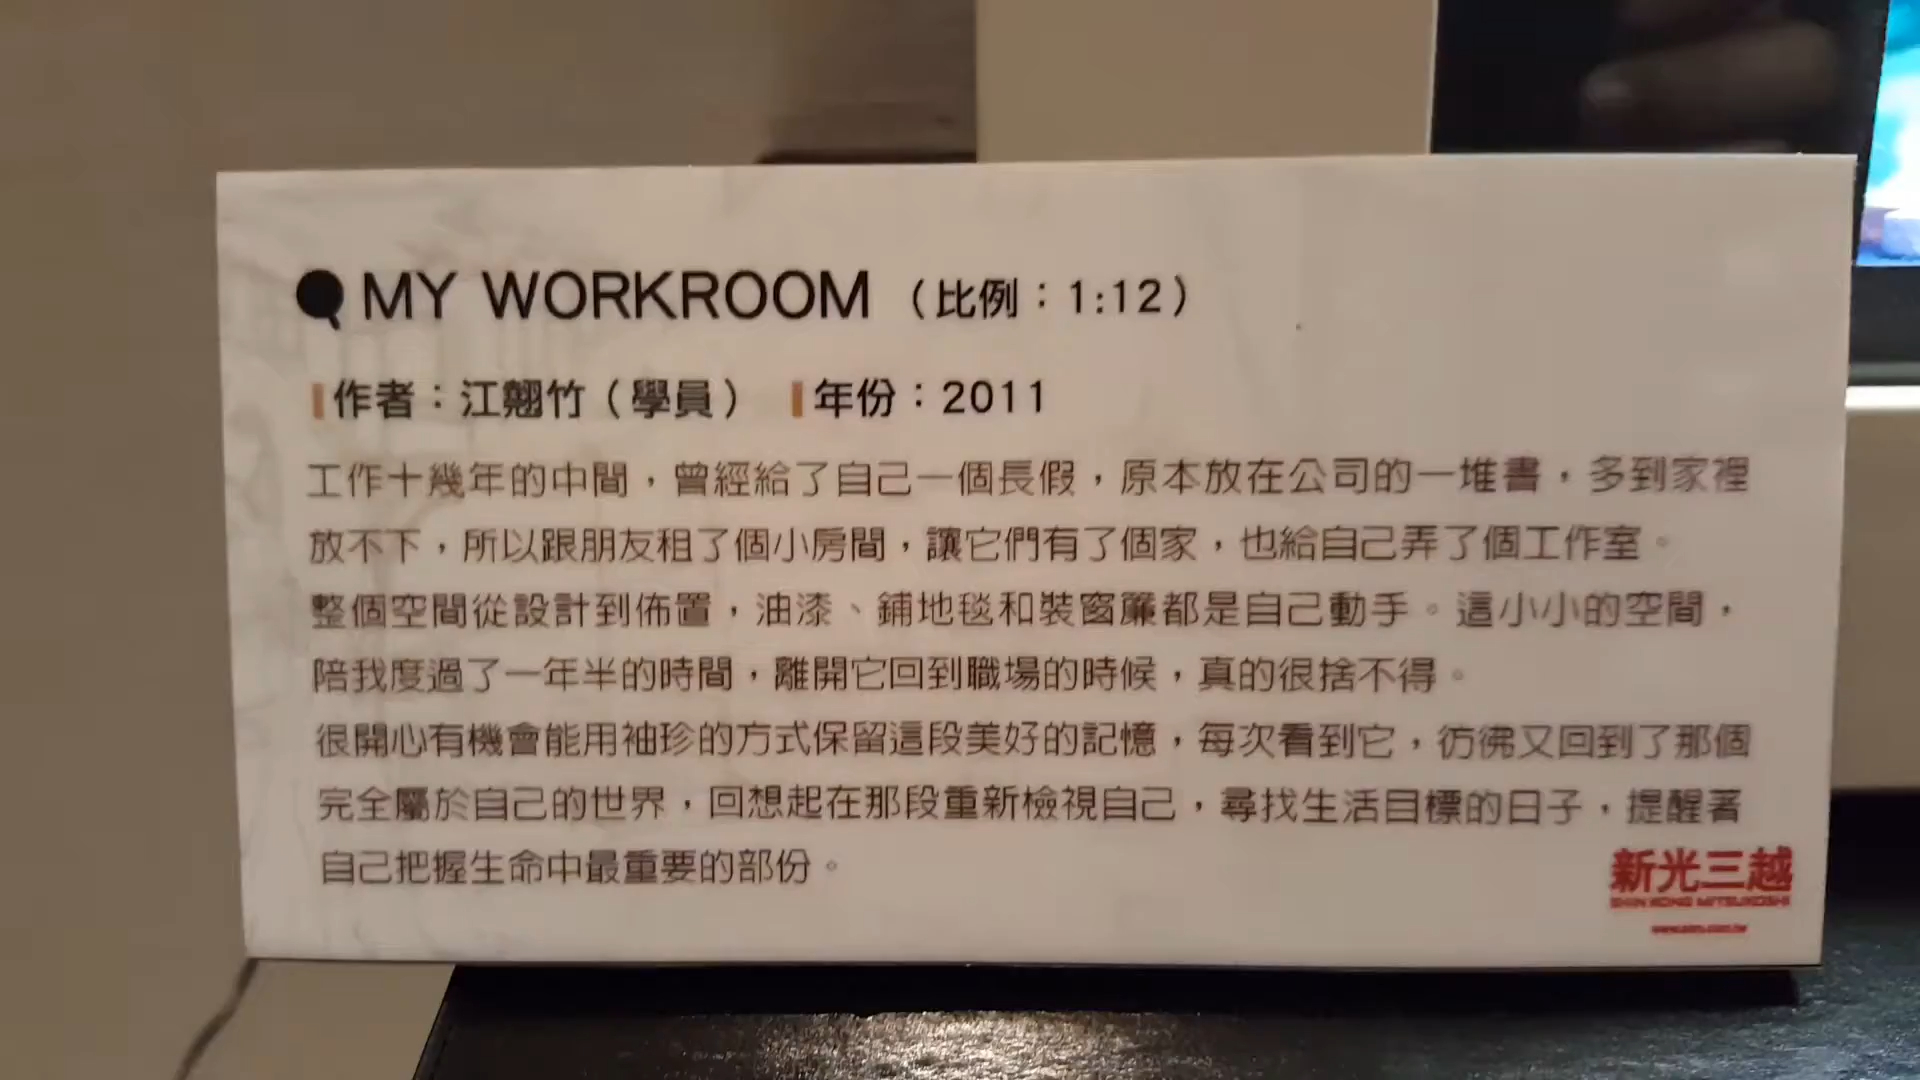 MY WORKROOM（比例：1:12）
作者：江翹竹（學員） 年份：2011
工作十幾年的中間，曾經給了自己一個長假，原本放在公司的一堆書，多到家裡
放不下，所以跟朋友租了個小房間，讓它們有了個家，也給自己弄了個工作室。
整個空間從設計到佈置，油漆、鋪地毯和裝窗簾都是自己動手。這小小的空間，
陪我度過了一年半的時間，離開它回到職場的時候，真的很捨不得。
很開心有機會能用袖珍的方式保留這段美好的記憶，每次看到它，彷彿又回到了那個
完全屬於自己的世界，回想起在那段重新檢視自己，尋找生活目標的日子，提醒著
自己把握生命中最重要的部份。
新光三越
SHIN KONG MITSUKOSHI